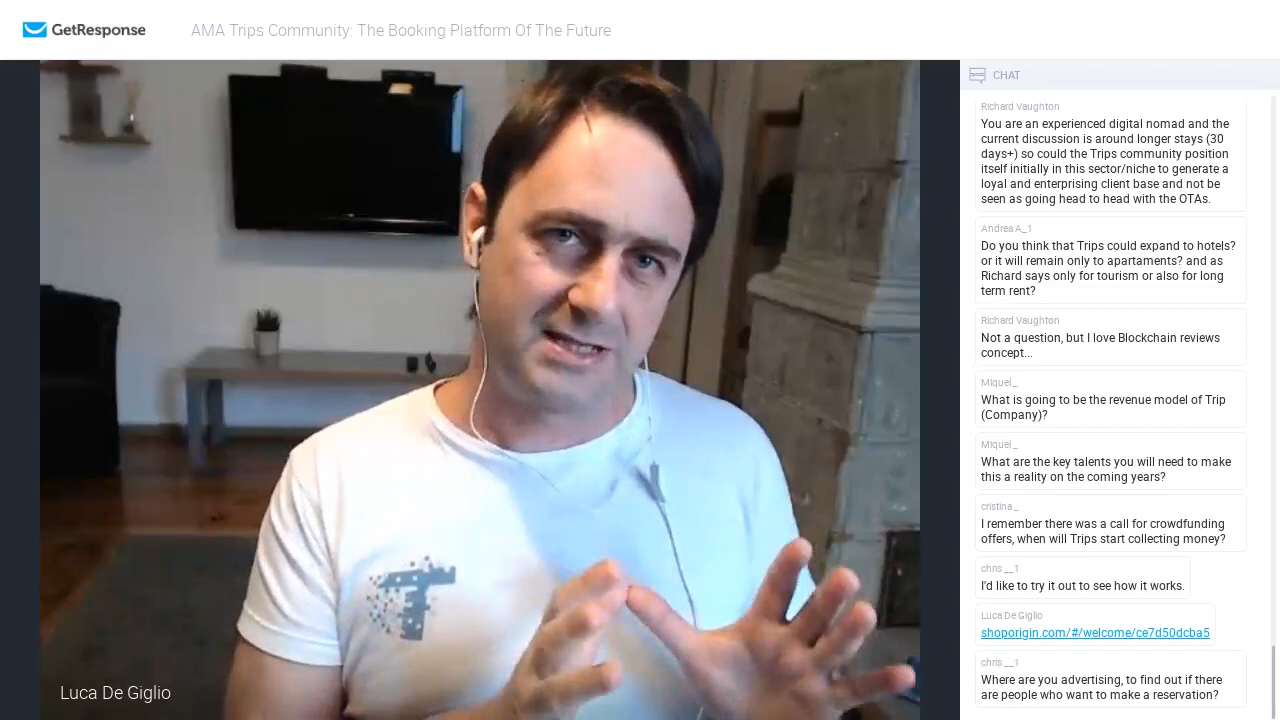 GetResponse
AMA Trips Community: The Booking Platform Of The Future
CHAT
Richard Vaughton
You are an experienced digital nomad and the
current discussion is around longer stays (30
days+) so could the Trips community position
itself initially in this sector/niche to generate a
loyal and enterprising client base and not be
seen as going head to head with the OTAs.
Andrea A_1
Do you think that Trips could expand to hotels?
or it will remain only to apartaments? and as
Richard says only for tourism or also for long
term rent?
Richard Vaughton
Not a question, but I love Blockchain reviews
concept...
Miquel _
What is going to be the revenue model of Trip
(Company)?
Miquel _
What are the key talents you will need to make
this a reality on the coming years?
cristina _
I remember there was a call for crowdfunding
offers, when will Trips start collecting money?
chris __1
I'd like to try it out to see how it works.
Luca De Giglio
shoporigin.com/#/welcome/ce7d50dcba5
chris __1
Where are you advertising, to find out if there
are people who want to make a reservation?
T
Luca De Giglio